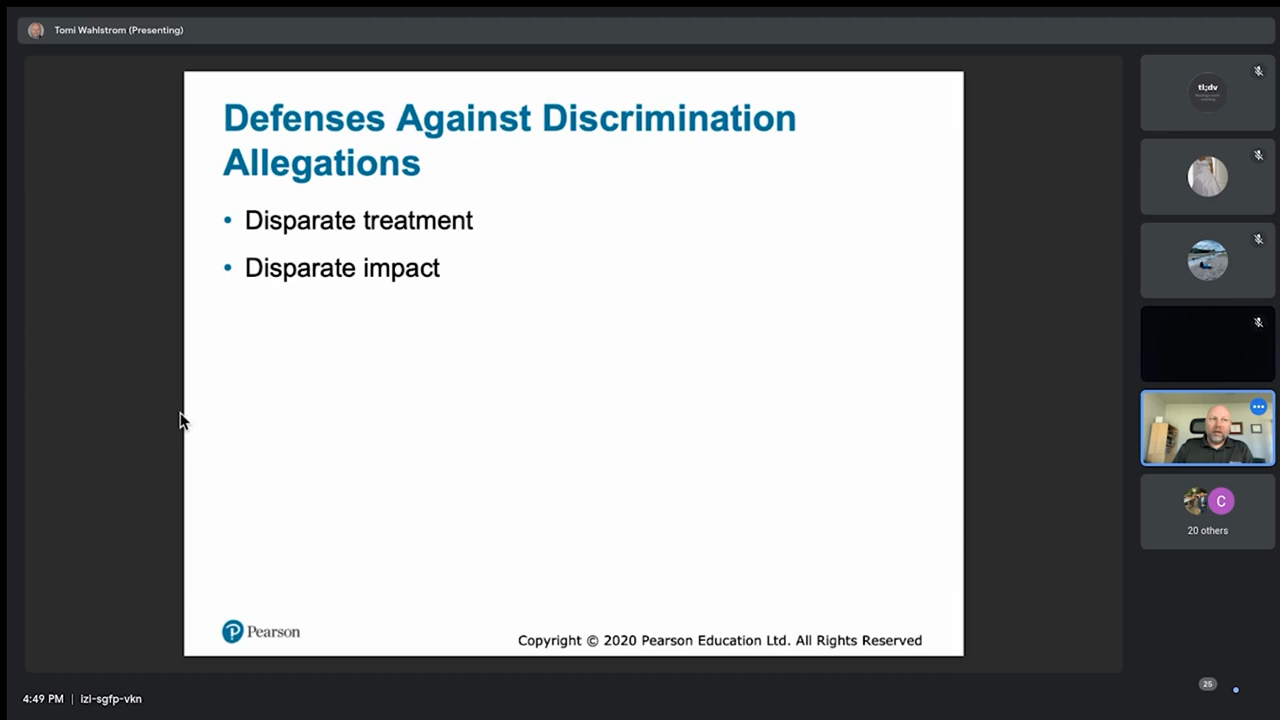 Tomi Wahlstrom (Presenting)
Defenses Against Discrimination
Allegations
• Disparate treatment
• Disparate impact
Pearson
Copyright © 2020 Pearson Education Ltd. All Rights Reserved
tl;dv
C
20 others
4:49 PM | izi-sgfp-vkn
25